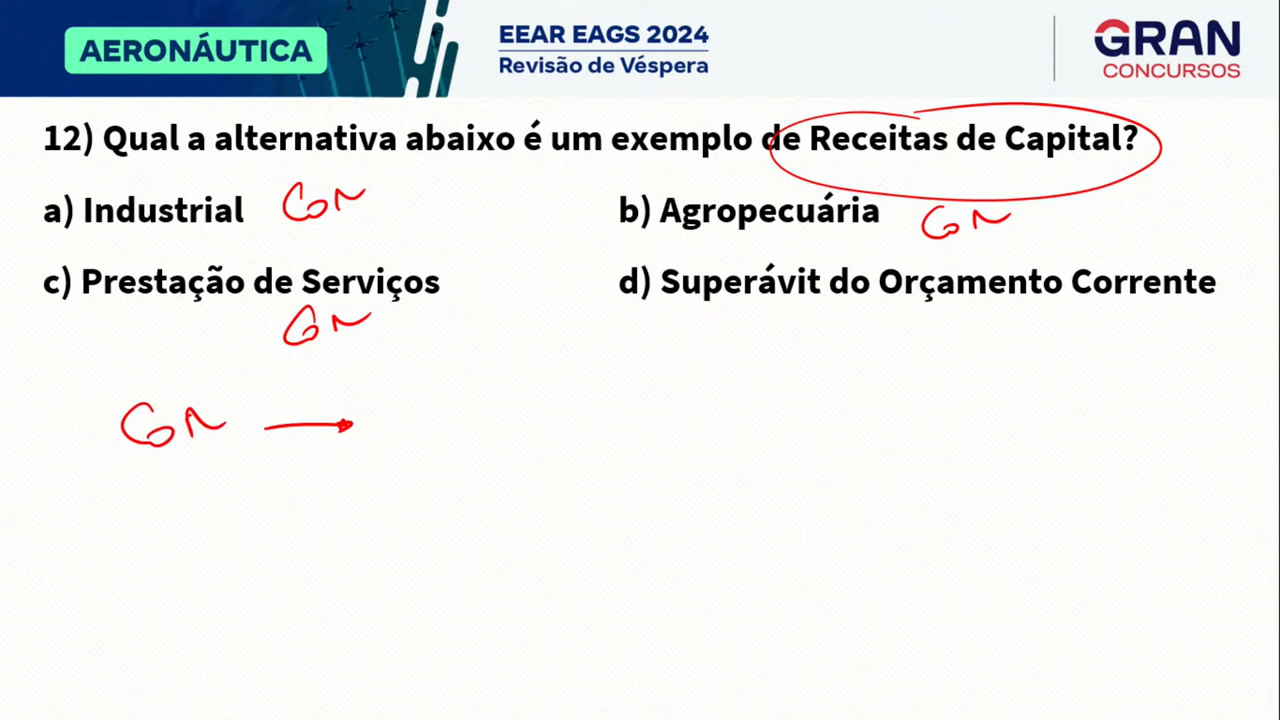 AERONÁUTICA
EEAR EAGS 2024
Revisão de Véspera
GRAN
CONCURSOS
12) Qual a alternativa abaixo é um exemplo de Receitas de Capital?
a) Industrial
b) Agropecuária
c) Prestação de Serviços
d) Superávit do Orçamento Corrente